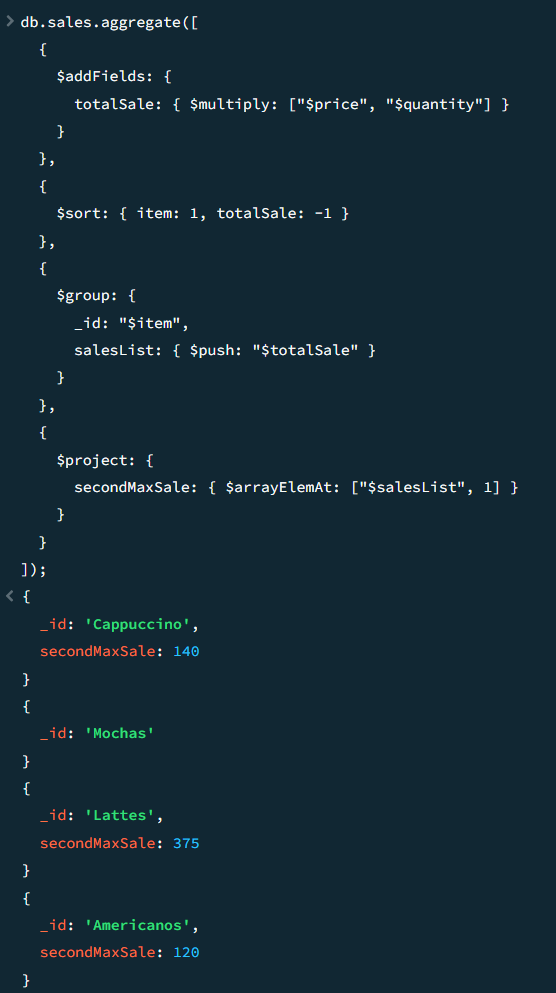 db.sales.aggregate([
  {
    $addFields: {
      totalSale: { $multiply: ["$price", "$quantity"] }
    }
  },
  {
    $sort: { item: 1, totalSale: -1 }
  },
  {
    $group: {
      _id: "$item",
      salesList: { $push: "$totalSale" }
    }
  },
  {
    $project: {
      secondMaxSale: { $arrayElemAt: ["$salesList", 1] }
    }
  }
]);
{
  _id: 'Cappuccino',
  secondMaxSale: 140
}
{
  _id: 'Mochas'
}
{
  _id: 'Lattes',
  secondMaxSale: 375
}
{
  _id: 'Americanos',
  secondMaxSale: 120
}